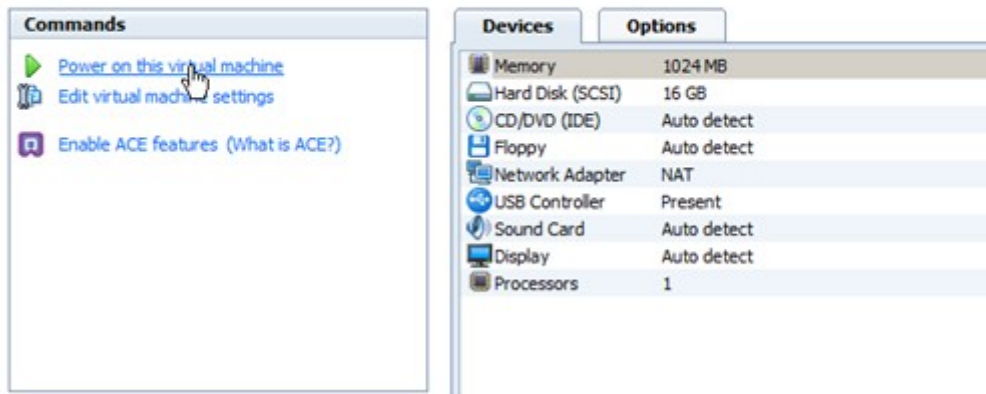 Commands
Power on this virtual machine
Edit virtual machine settings
Enable ACE features (What is ACE?)
Devices Options
Memory 1024 MB
Hard Disk (SCSI) 16 GB
CD/DVD (IDE) Auto detect
Floppy Auto detect
Network Adapter NAT
USB Controller Present
Sound Card Auto detect
Display Auto detect
Processors 1